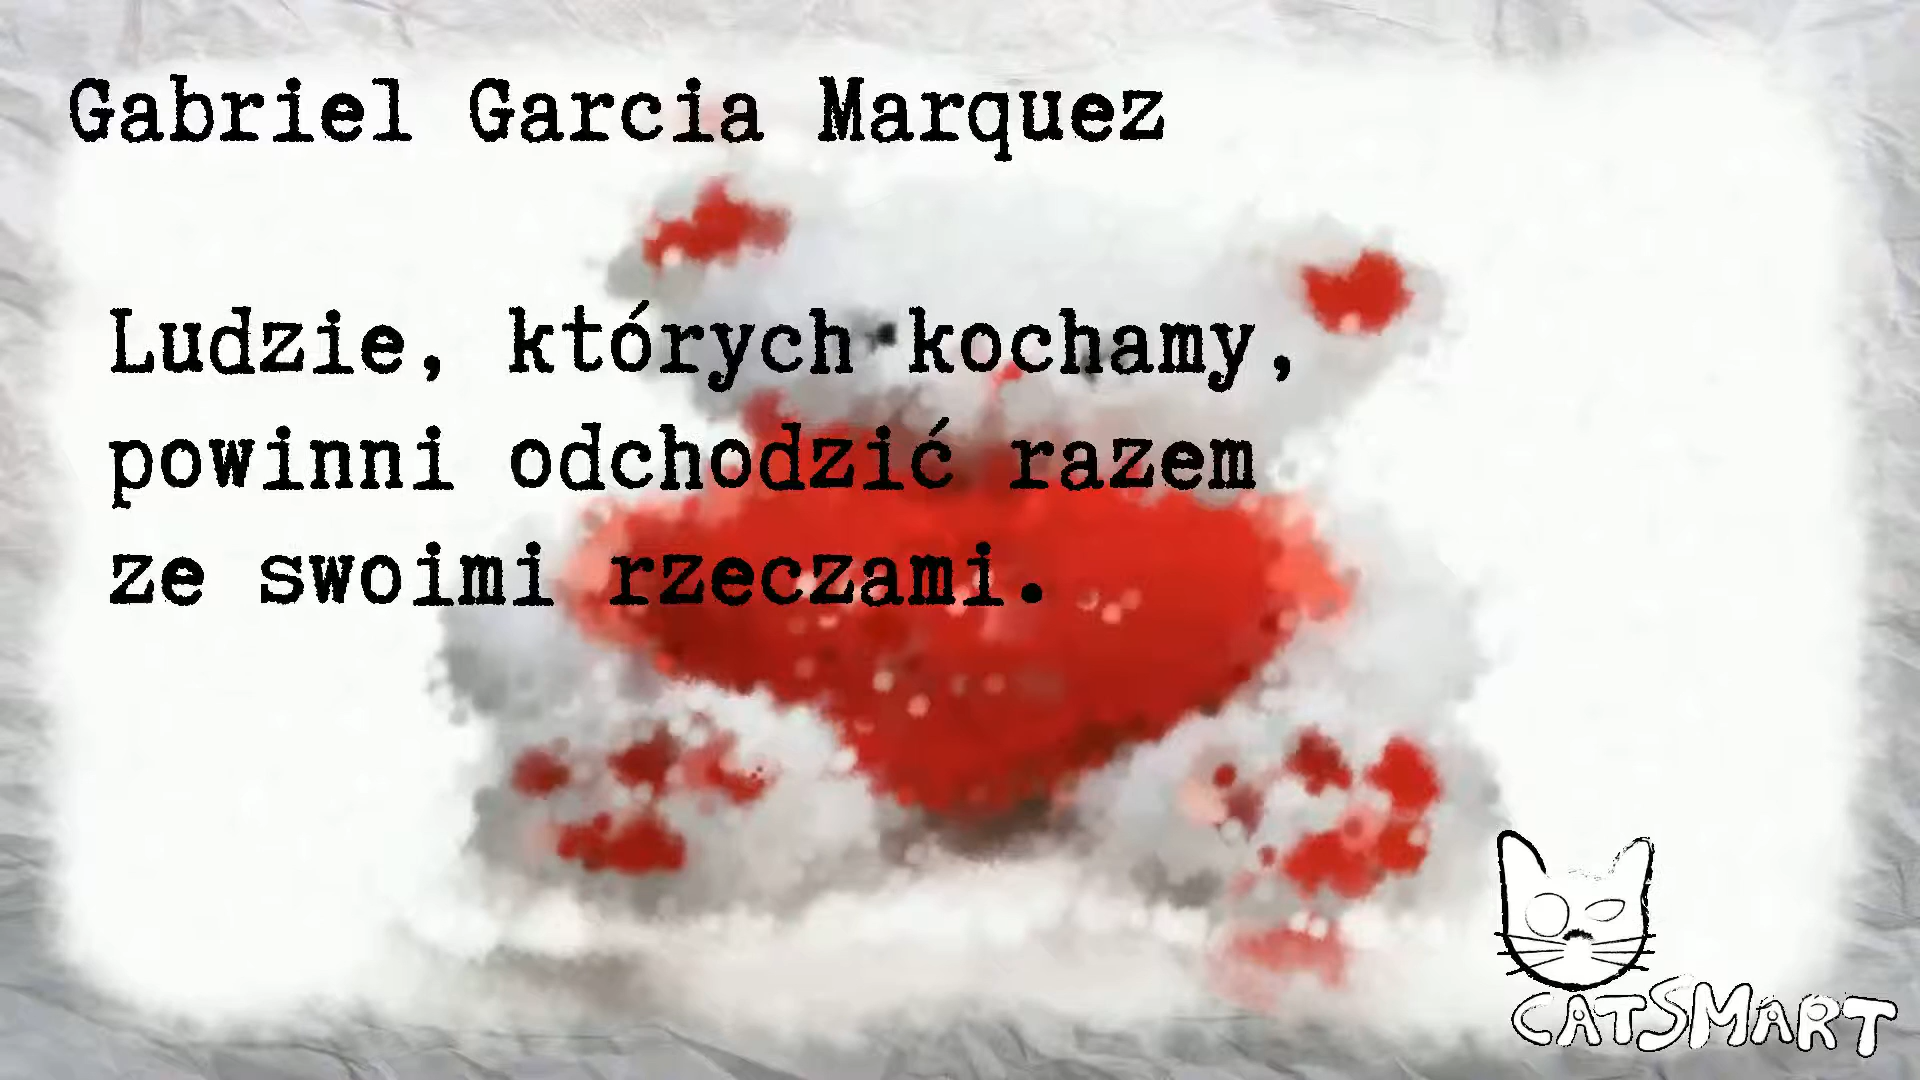 Gabriel Garcia Marquez
Ludzie, których kochamy,
powinni odchodzić razem
ze swoimi rzeczami.
CATSMART